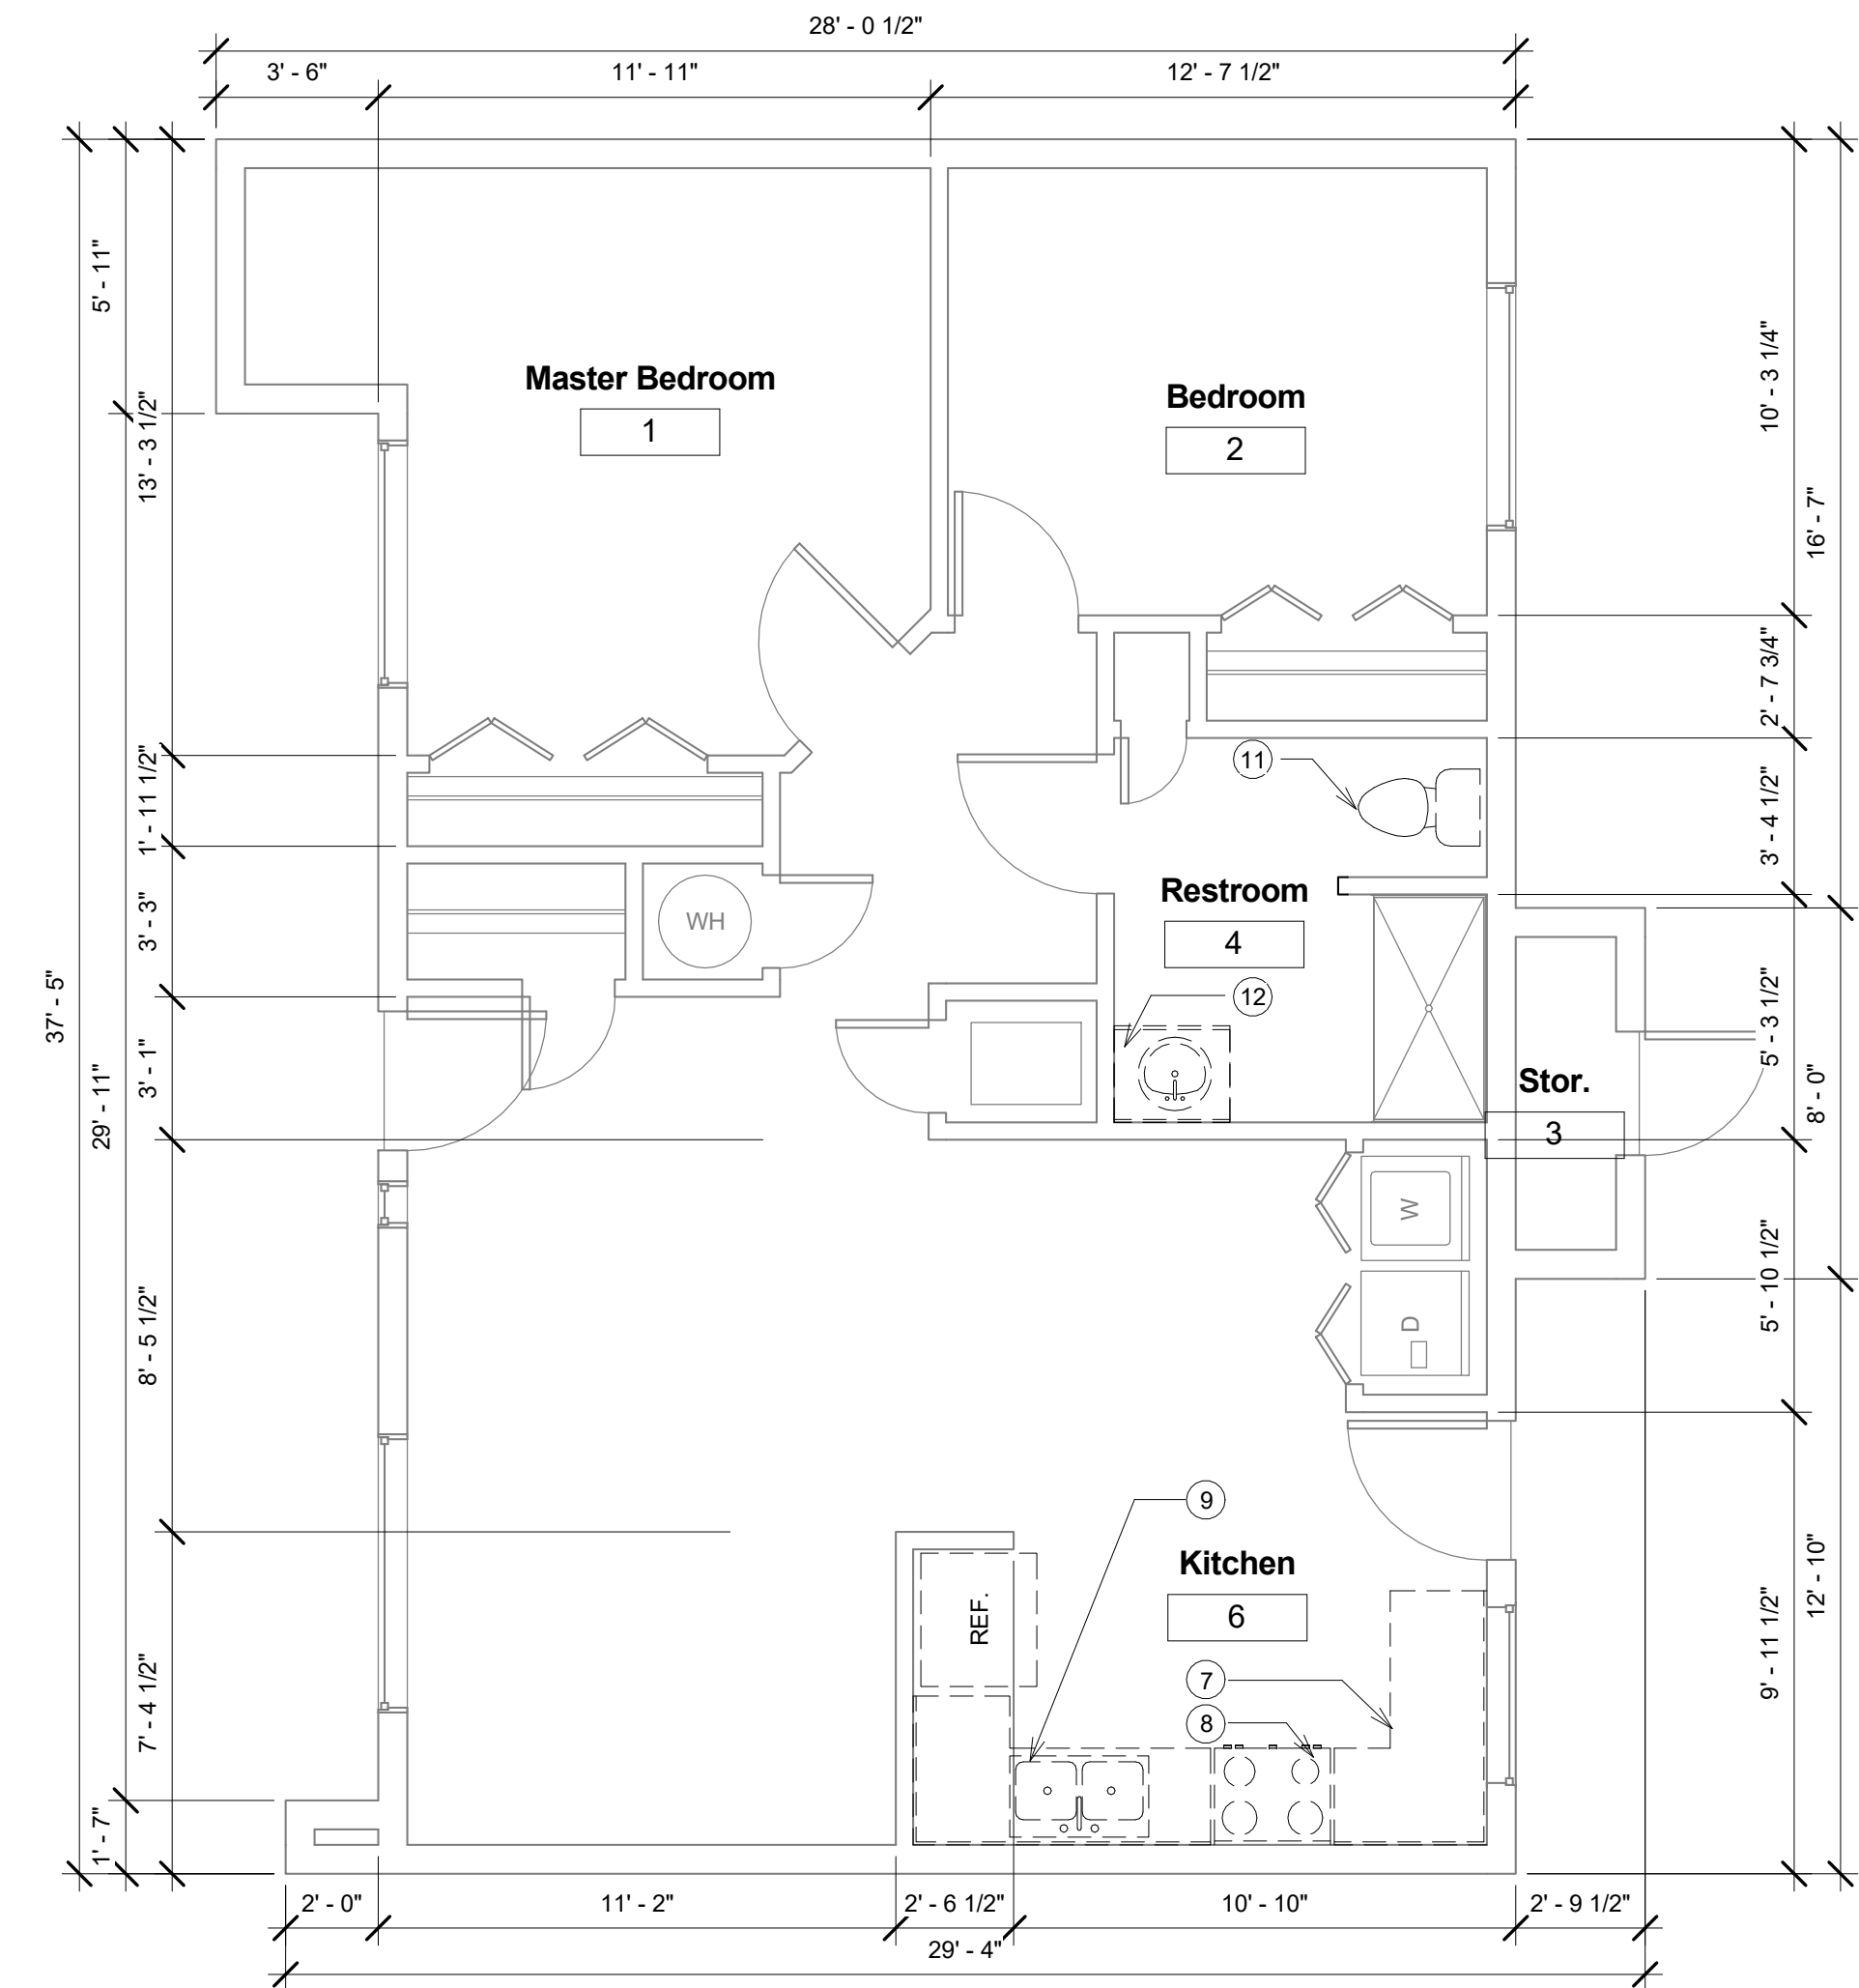 28' - 0 1/2"
3' - 6"
11' - 11"
12' - 7 1/2"
37' - 5"
5' - 11"
29' - 11"
1' - 7"
13' - 3 1/2"
1' - 11 1/2"
3' - 3"
3' - 1"
8' - 5 1/2"
7' - 4 1/2"
Master Bedroom
1
Bedroom
2
11
Restroom
4
WH
12
Stor.
3
W
D
9
Kitchen
6
REF.
7
8
10' - 3 1/4"
2' - 7 3/4"
3' - 4 1/2"
5' - 3 1/2"
5' - 10 1/2"
9' - 11 1/2"
16' - 7"
8' - 0"
12' - 10"
2' - 0"
11' - 2"
2' - 6 1/2"
10' - 10"
2' - 9 1/2"
29' - 4"